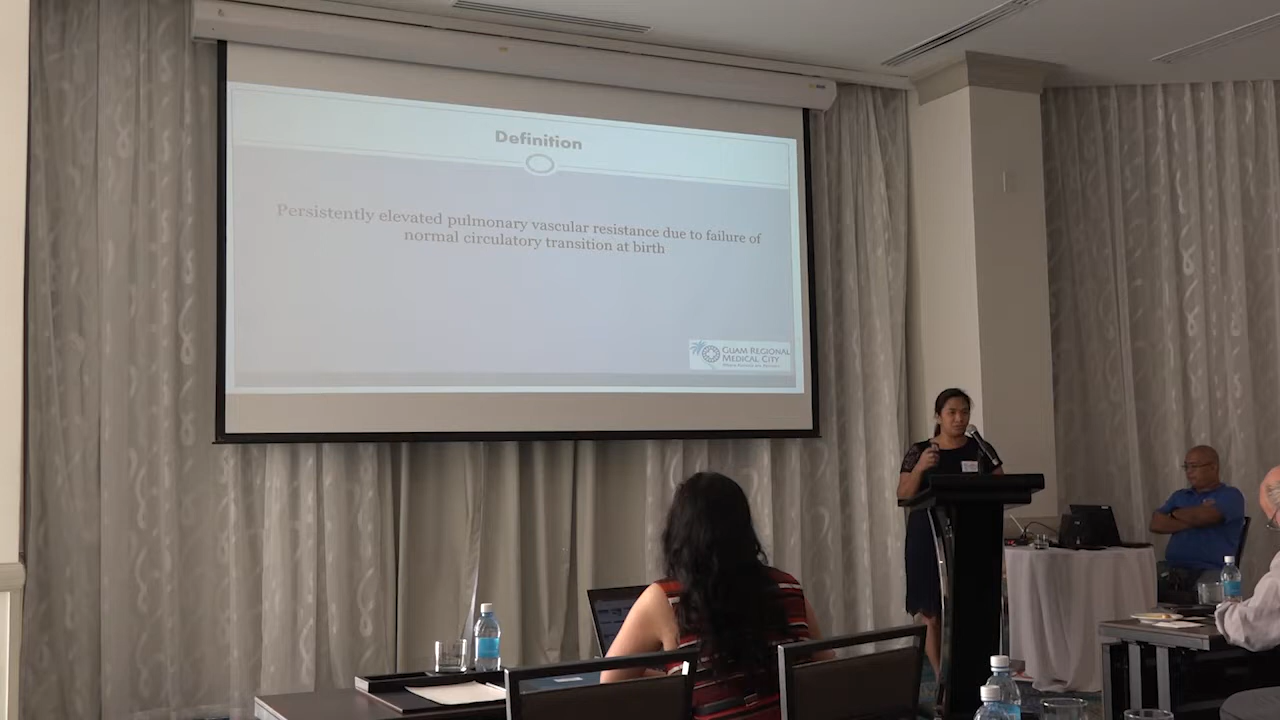 Definition
Persistently elevated pulmonary vascular resistance due to failure of
normal circulatory transition at birth
GUAM REGIONAL
MEDICAL CITY